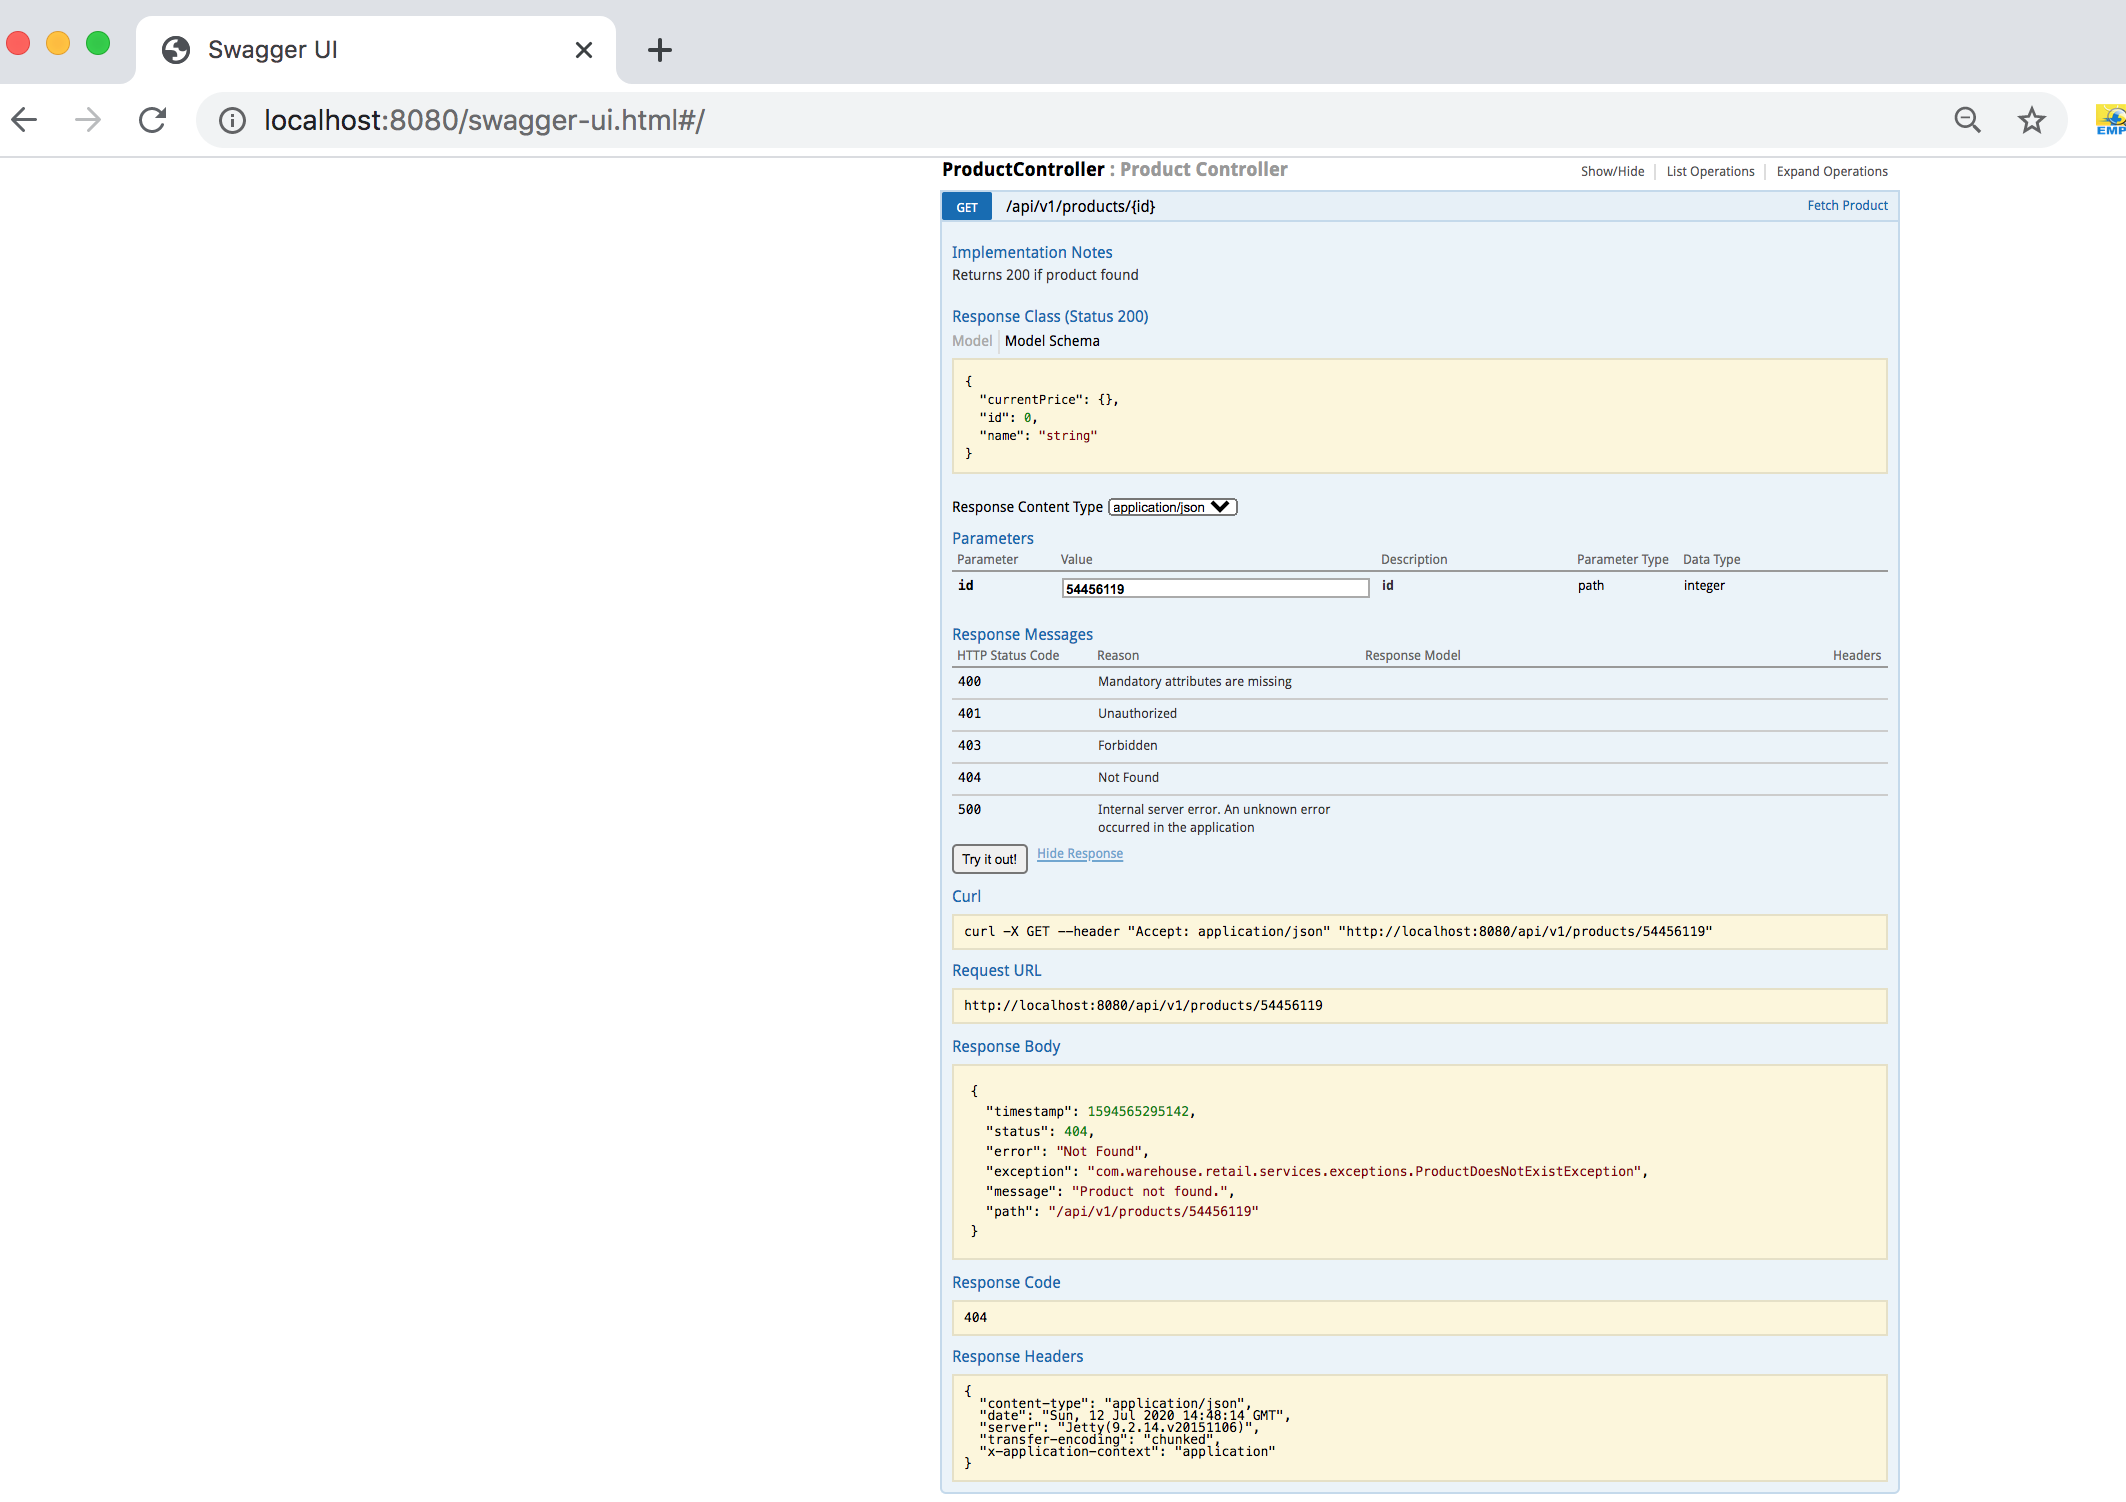 Swagger UI
localhost:8080/swagger-ui.html#/
EMP
ProductController : Product Controller
Show/Hide List Operations Expand Operations
GET /api/v1/products/{id} Fetch Product
Implementation Notes
Returns 200 if product found
Response Class (Status 200)
Model Model Schema
{
"currentPrice": {},
"id": 0,
"name": "string"
}
Response Content Type application/json
Parameters
Parameter Value Description Parameter Type Data Type
id 54456119 id path integer
Response Messages
HTTP Status Code Reason Response Model Headers
400 Mandatory attributes are missing
401 Unauthorized
403 Forbidden
404 Not Found
500 Internal server error. An unknown error
occurred in the application
Try it out! Hide Response
Curl
curl -X GET --header "Accept: application/json" "http://localhost:8080/api/v1/products/54456119"
Request URL
http://localhost:8080/api/v1/products/54456119
Response Body
{
"timestamp": 1594565295142,
"status": 404,
"error": "Not Found",
"exception": "com.warehouse.retail.services.exceptions.ProductDoesNotExistException",
"message": "Product not found.",
"path": "/api/v1/products/54456119"
}
Response Code
404
Response Headers
{
"content-type": "application/json",
"date": "Sun, 12 Jul 2020 14:48:14 GMT",
"server": "Jetty(9.2.14.v20151106)",
"transfer-encoding": "chunked",
"x-application-context": "application"
}